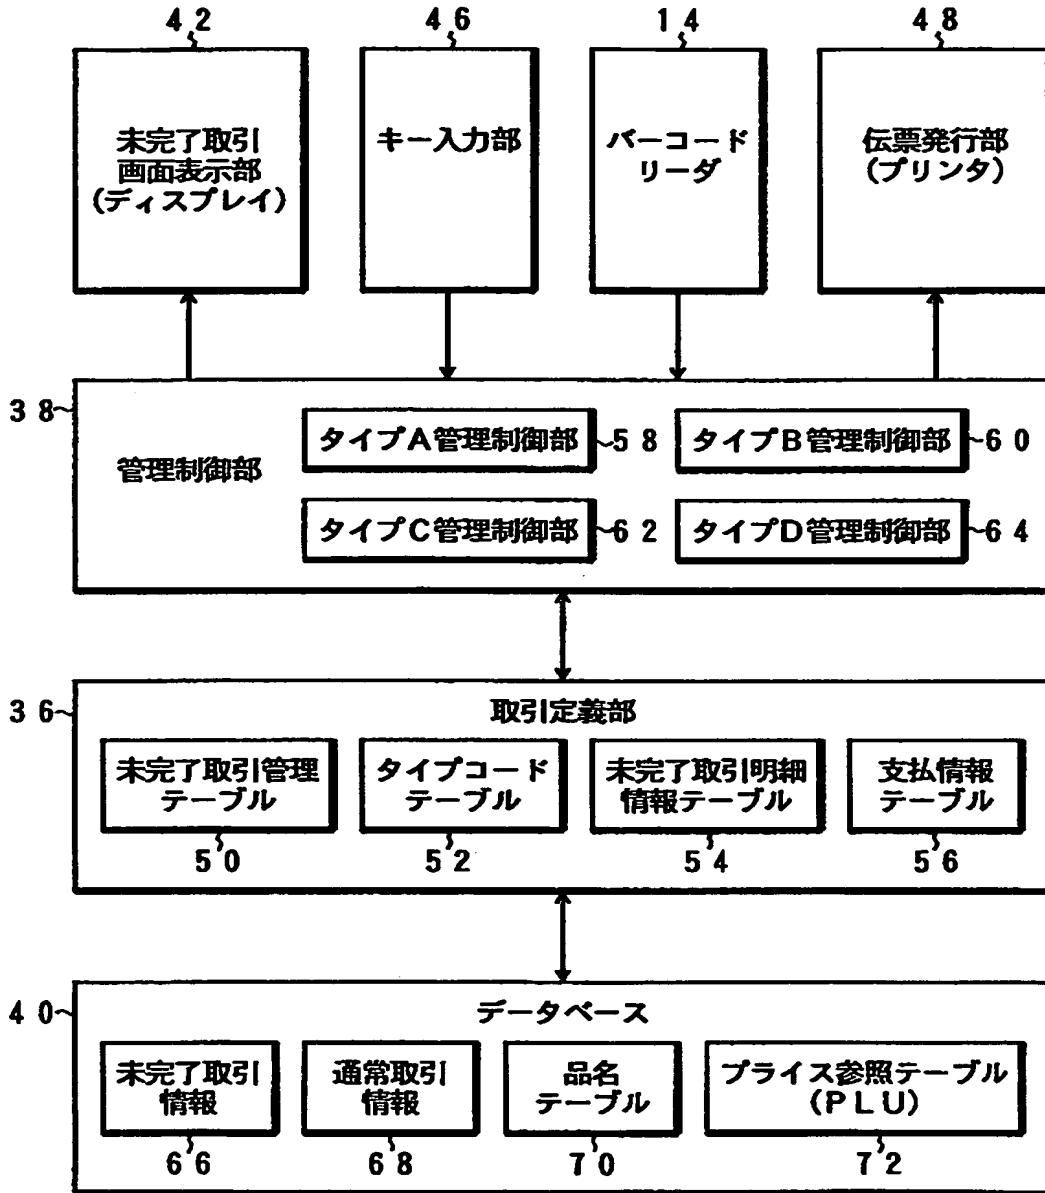 ４２
４６
１４
４８
未完了取引
画面表示部
(ディスプレイ)
キー入力部
バーコード
リーダ
伝票発行部
(プリンタ)
３８
管理制御部
タイプＡ管理制御部
５８
タイプＢ管理制御部
６０
タイプＣ管理制御部
６２
タイプＤ管理制御部
６４
３６
取引定義部
未完了取引管理
テーブル
タイプコード
テーブル
未完了取引明細
情報テーブル
支払情報
テーブル
５０
５２
５４
５６
４０
データベース
未完了取引
情報
通常取引
情報
品名
テーブル
プライス参照テーブル
(ＰＬＵ)
６６
６８
７０
７２